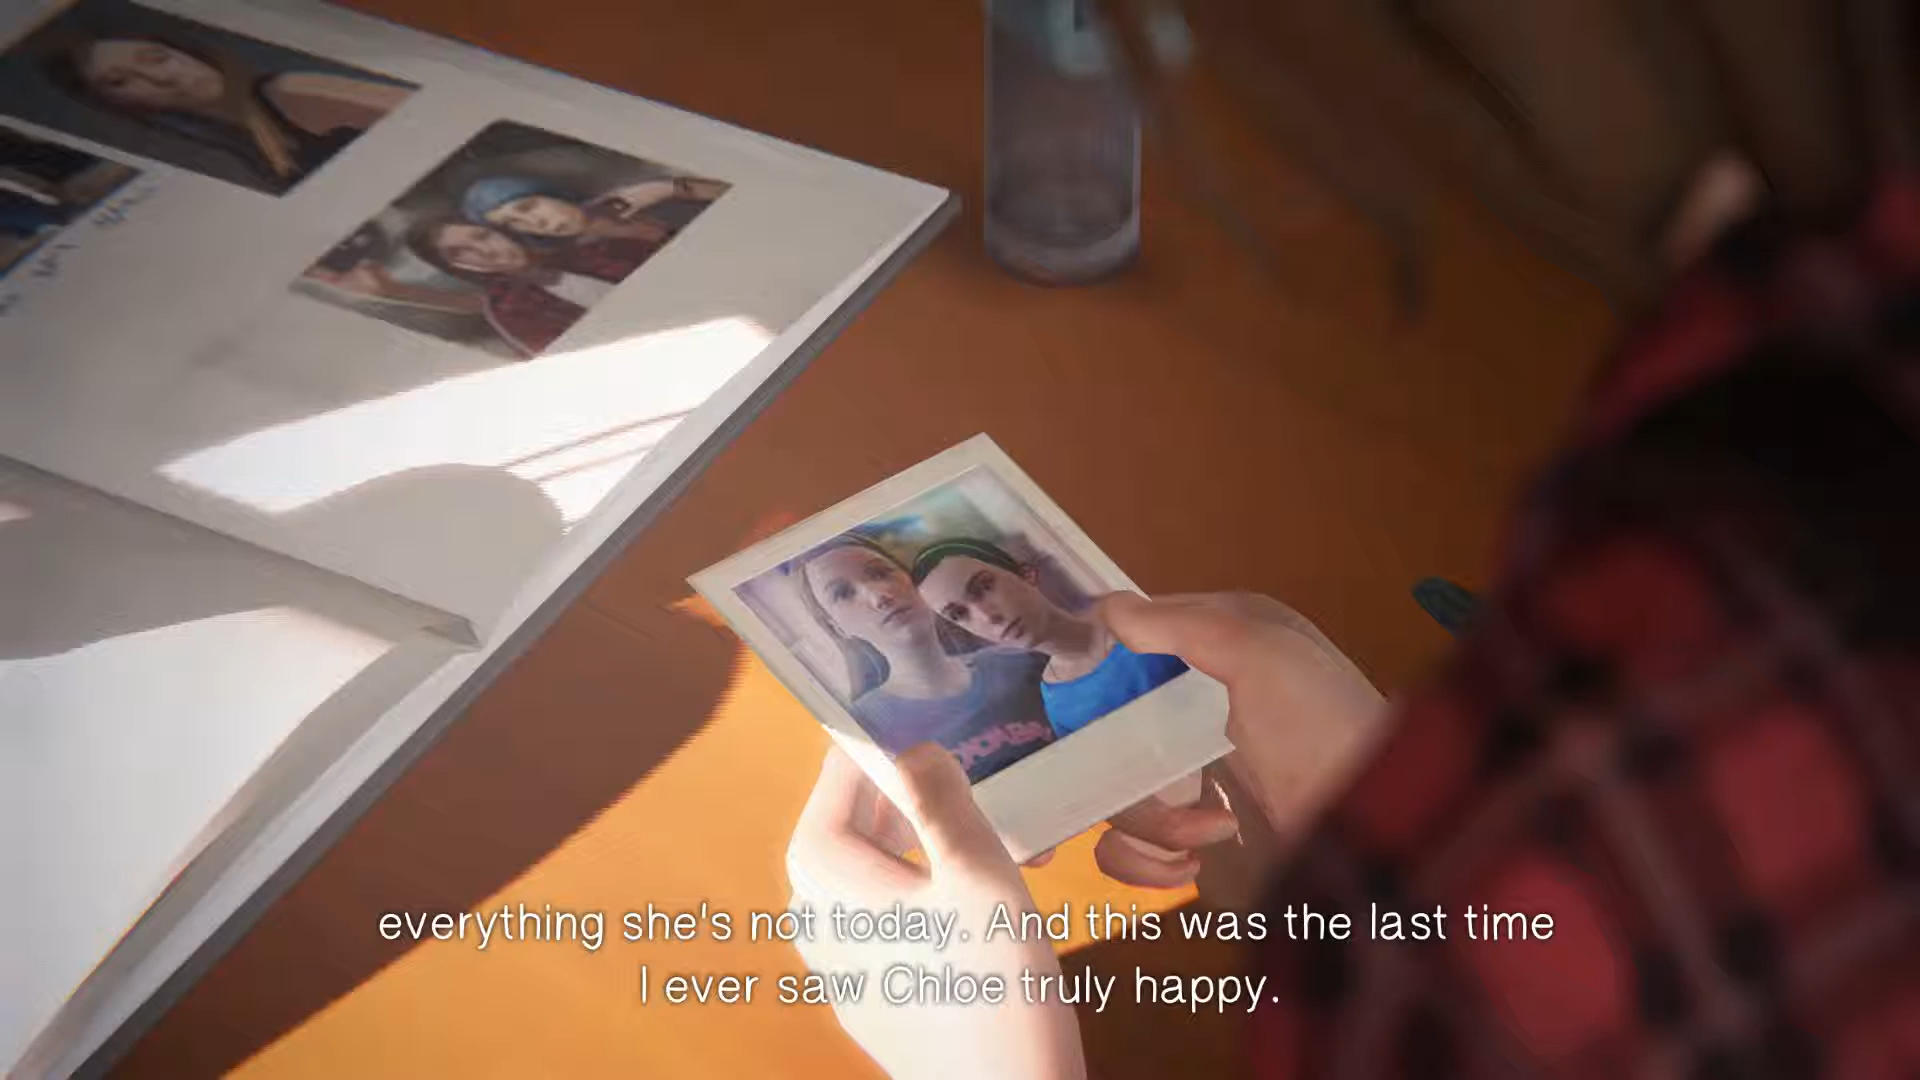 everything she's not today. And this was the last time
I ever saw Chloe truly happy.